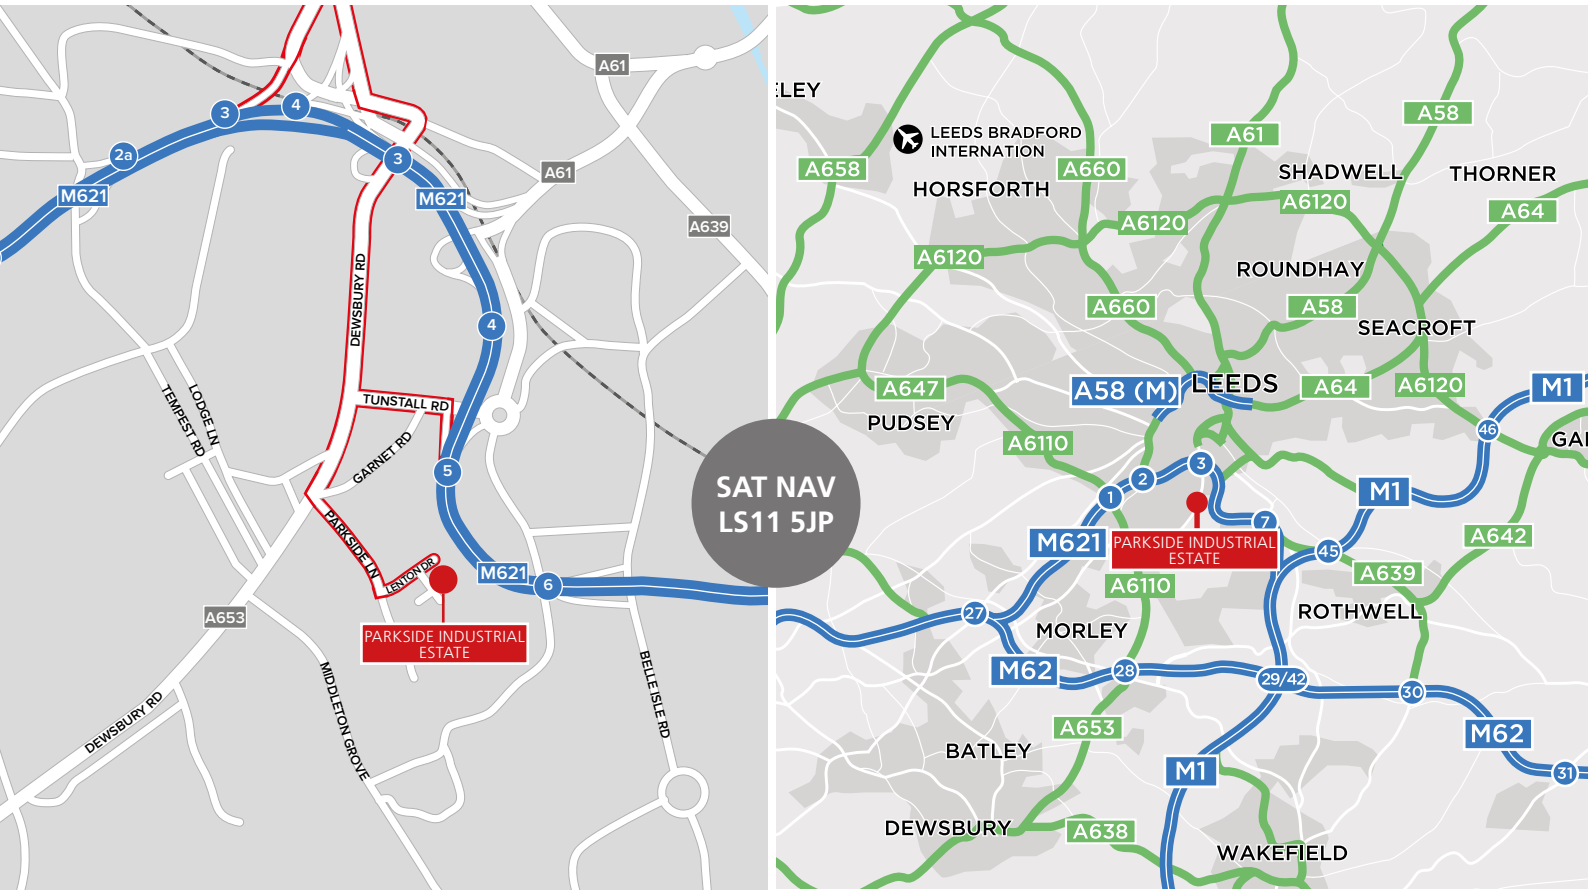 A61
3
4
2a
M621
3
M621
A61
A639
DEWSBURY RD
4
LODGE LN
TEMPEST RD
TUNSTALL RD
GARNET RD
5
PARKSIDE LN
LENTON DR
M621
6
A653
PARKSIDE INDUSTRIAL
ESTATE
MIDDLETON GROVE
BELLE ISLE RD
DEWSBURY RD
SAT NAV
LS11 5JP
ELEY
LEEDS BRADFORD
INTERNATION
A61
A58
A658
A660
HORSFORTH
SHADWELL
THORNER
A6120
A6120
A64
A6120
ROUNDHAY
A660
A58
SEACROFT
A647
A58 (M)
LEEDS
A64
A6120
M1
PUDSEY
A6110
46
GA
3
2
1
M1
7
M621
PARKSIDE INDUSTRIAL
ESTATE
A642
45
A6110
A639
27
MORLEY
ROTHWELL
M62
28
29/42
30
A653
M62
BATLEY
M1
31
DEWSBURY
A638
WAKEFIELD